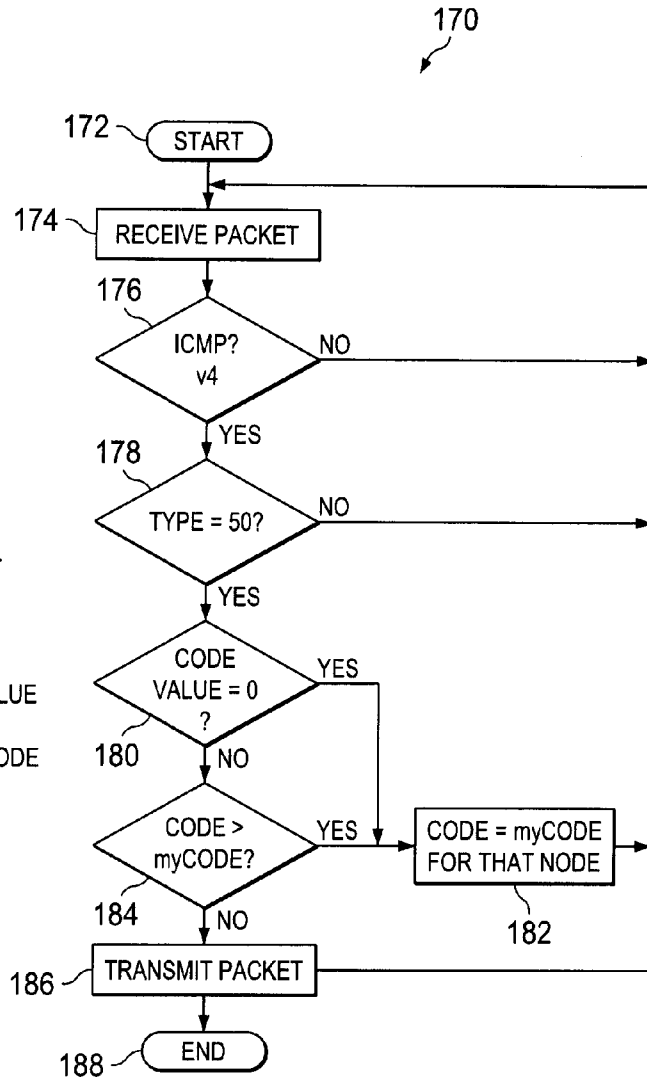 170
172
START
174
RECEIVE PACKET
176
ICMP?
v4
NO
YES
178
TYPE = 50?
NO
YES
CODE
VALUE = 0
?
YES
180
NO
CODE >
myCODE?
YES
CODE = myCODE
FOR THAT NODE
184
NO
182
TRANSMIT PACKET
186
END
188